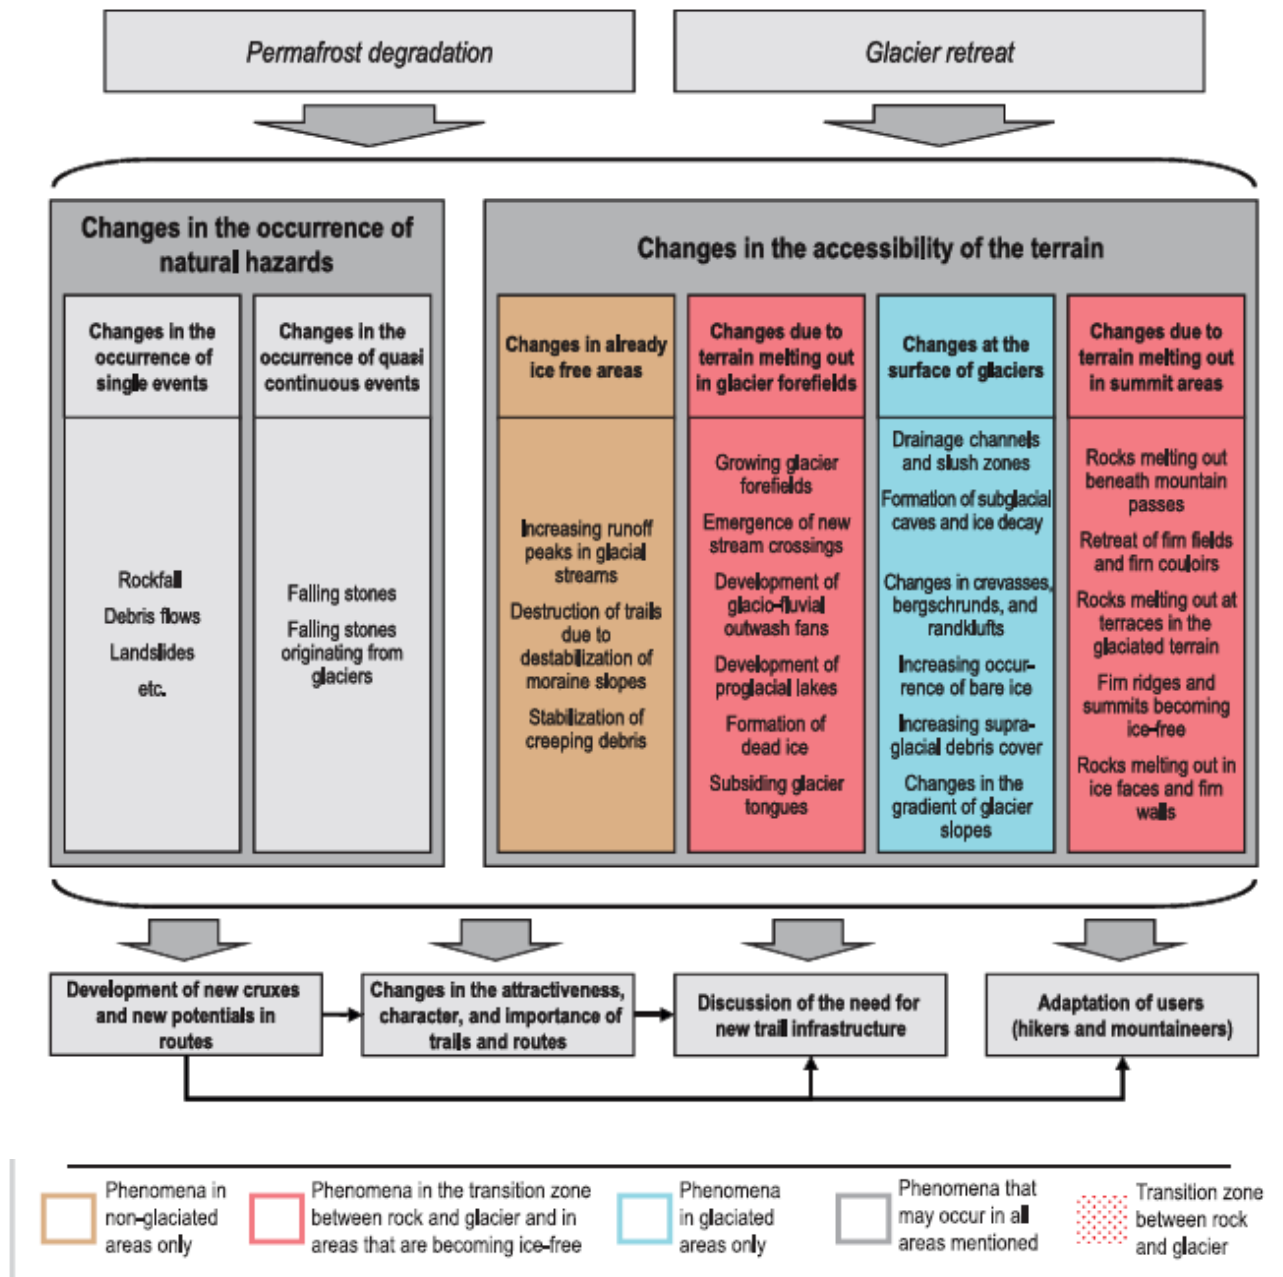 Permafrost degradation
Glacier retreat
Changes in the occurrence of
natural hazards
Changes in the
occurrence of
single events
Rockfall
Debris flows
Landslides
etc.
Changes in the
occurrence of quasi
continuous events
Falling stones
Falling stones
originating from
glaciers
Changes in the accessibility of the terrain
Changes in already
ice free areas
Increasing runoff
peaks in glacial
streams
Destruction of trails
due to
destabilization of
moraine slopes
Stabilization of
creeping debris
Changes due to
terrain melting out
in glacier forefields
Growing glacier
forefields
Emergence of new
stream crossings
Development of
glacio-fluvial
outwash fans
Development of
proglacial lakes
Formation of
dead ice
Subsiding glacier
tongues
Changes at the
surface of glaciers
Drainage channels
and slush zones
Formation of subglacial
caves and ice decay
Changes in crevasses,
bergschrunds, and
randklufts
Increasing occur-
rence of bare ice
Increasing supra-
glacial debris cover
Changes in the
gradient of glacier
slopes
Changes due to
terrain melting out
in summit areas
Rocks melting out
beneath mountain
passes
Retreat of firn fields
and firn couloirs
Rocks melting out at
terraces in the
glaciated terrain
Firn ridges and
summits becoming
ice-free
Rocks melting out in
ice faces and firn
walls
Development of new cruxes
and new potentials in
routes
Changes in the attractiveness,
character, and importance of
trails and routes
Discussion of the need for
new trail infrastructure
Adaptation of users
(hikers and mountaineers)
Phenomena in
non-glaciated
areas only
Phenomena in the transition zone
between rock and glacier and in
areas that are becoming ice-free
Phenomena
in glaciated
areas only
Phenomena that
may occur in all
areas mentioned
Transition zone
between rock
and glacier